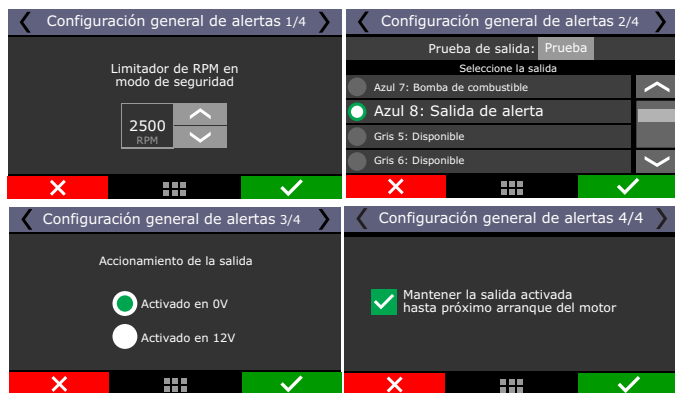 Configuración general de alertas 1/4
Limitador de RPM en
modo de seguridad
2500
RPM
Configuración general de alertas 2/4
Prueba de salida: Prueba
Seleccione la salida
Azul 7: Bomba de combustible
Azul 8: Salida de alerta
Gris 5: Disponible
Gris 6: Disponible
Configuración general de alertas 3/4
Accionamiento de la salida
Activado en 0V
Activado en 12V
Configuración general de alertas 4/4
Mantener la salida activada
hasta próximo arranque del motor